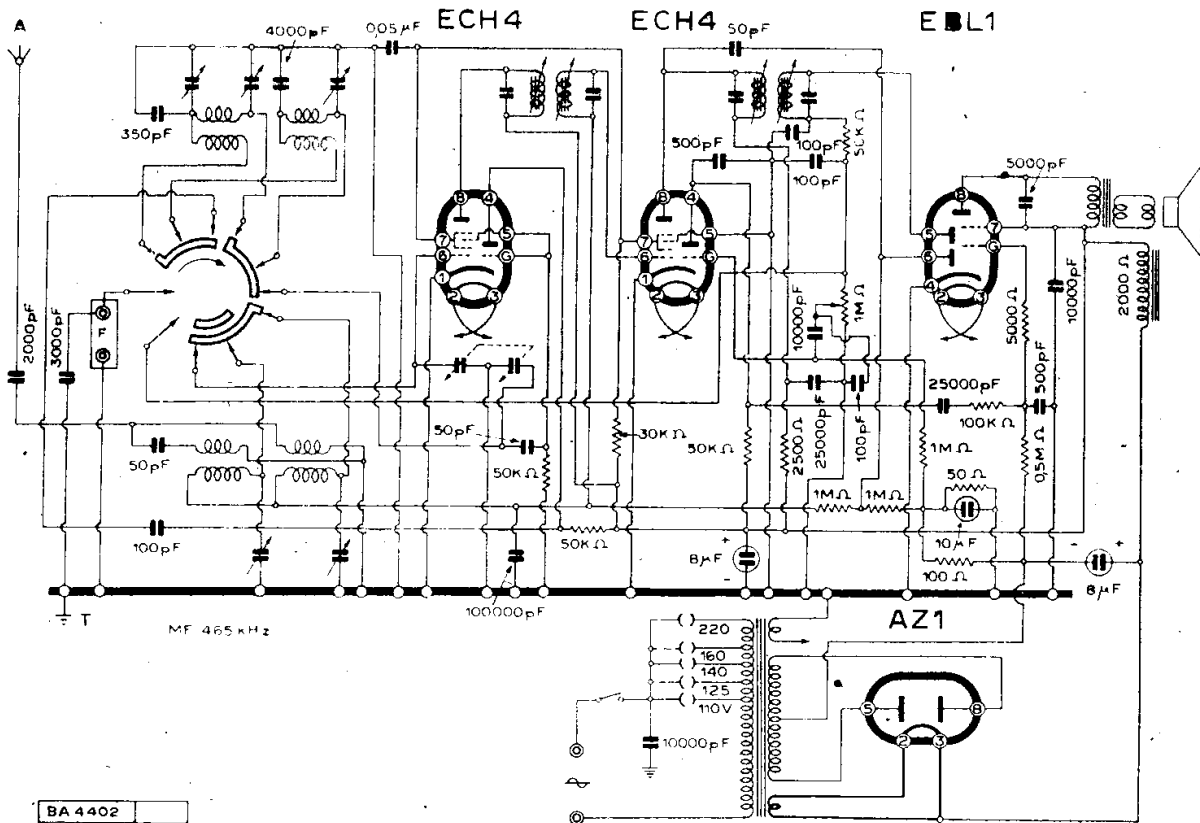 A
ECH4
ECH4
EBL1
4000pF
0,05µF
50pF
350pF
500pF
100pF
50KΩ
100pF
5000pF
8
4
7
5
6
G
1
2
3
8
4
7
5
6
G
1
2
3
8
7
5
6
G
4
2
3
2000pF
3000pF
F
10000pF
1MΩ
5000Ω
10000pF
2000Ω
25000pF
500pF
100KΩ
50pF
50pF
50KΩ
30KΩ
50KΩ
2500Ω
25000pF
100pF
1MΩ
0,5MΩ
50Ω
1MΩ
1MΩ
100pF
50KΩ
+
8µF
-
10µF
100Ω
-
+
8µF
T
100000pF
MF 465 KHz
AZ1
220
160
140
125
110V
5
8
2
3
10000pF
BA 4402